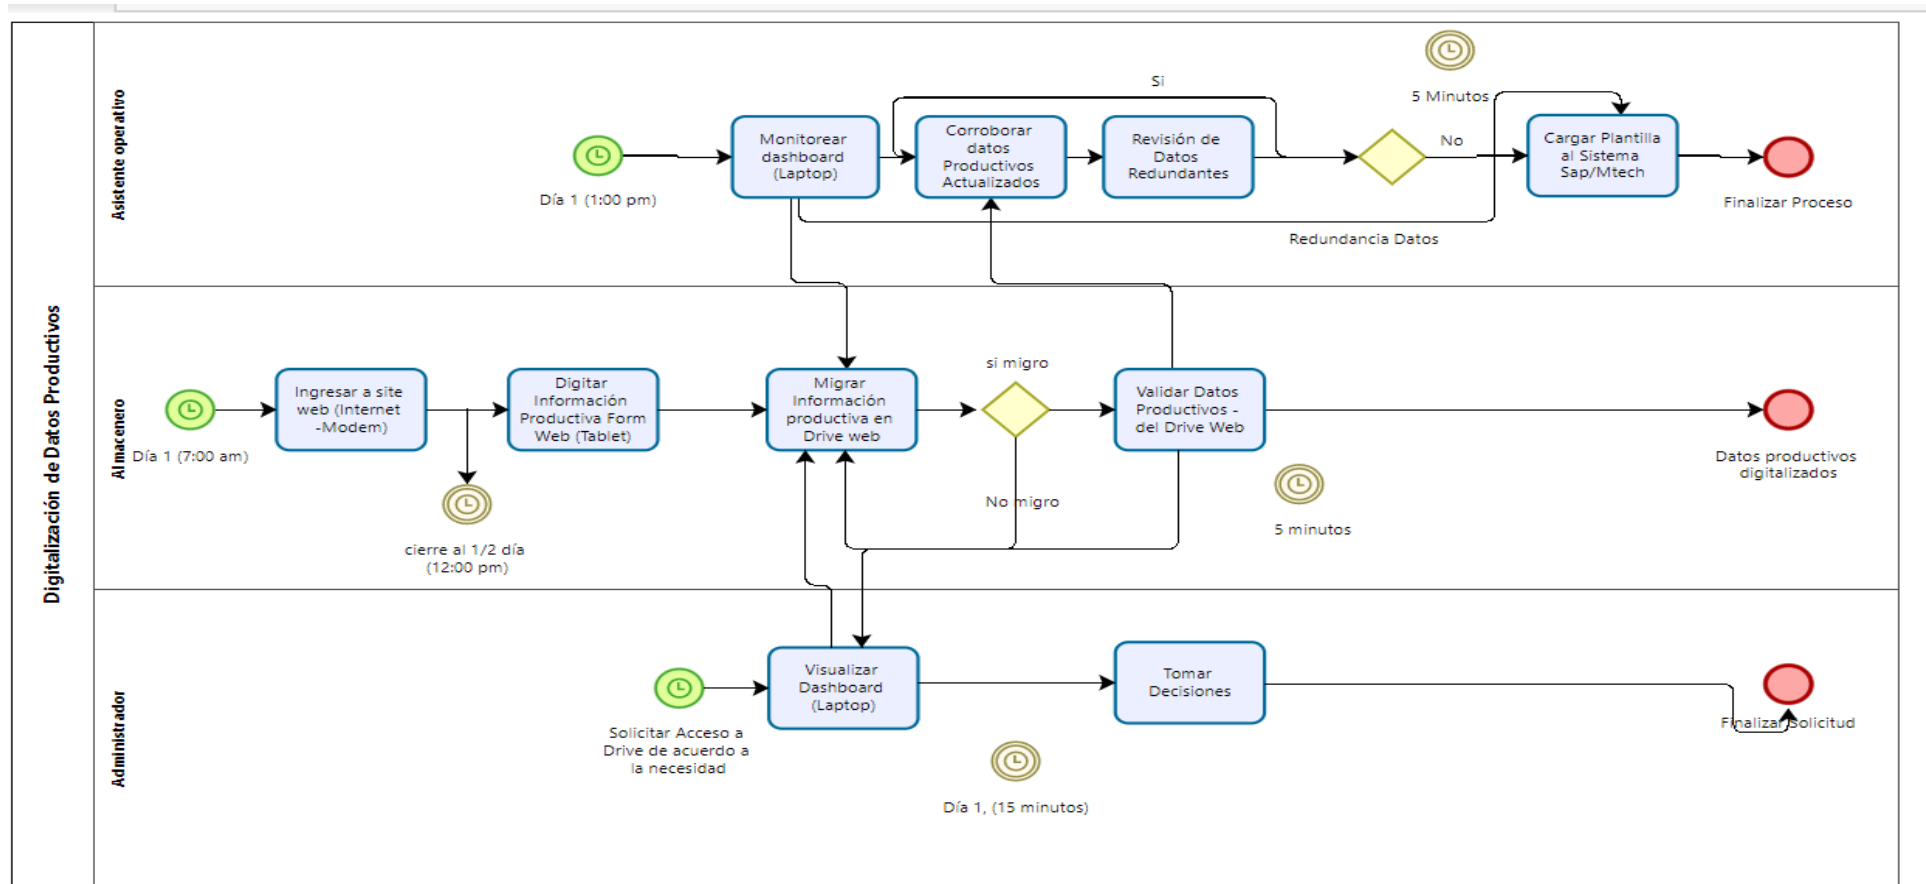 Digitalización de Datos Productivos
Asistente operativo
Día 1 (1:00 pm)
Monitorear
dashboard
(Laptop)
Corroborar
datos
Productivos
Actualizados
Revisión de
Datos
Redundantes
Si
No
5 Minutos
Cargar Plantilla
al Sistema
Sap/Mtech
Finalizar Proceso
Redundancia Datos
Almacenero
Día 1 (7:00 am)
Ingresar a site
web (Internet
-Modem)
cierre al 1/2 día
(12:00 pm)
Digitar
Información
Productiva Form
Web (Tablet)
Migrar
Información
productiva en
Drive web
si migro
No migro
Validar Datos
Productivos -
del Drive Web
5 minutos
Datos productivos
digitalizados
Administrador
Solicitar Acceso a
Drive de acuerdo a
la necesidad
Visualizar
Dashboard
(Laptop)
Día 1, (15 minutos)
Tomar
Decisiones
Finalizar Solicitud